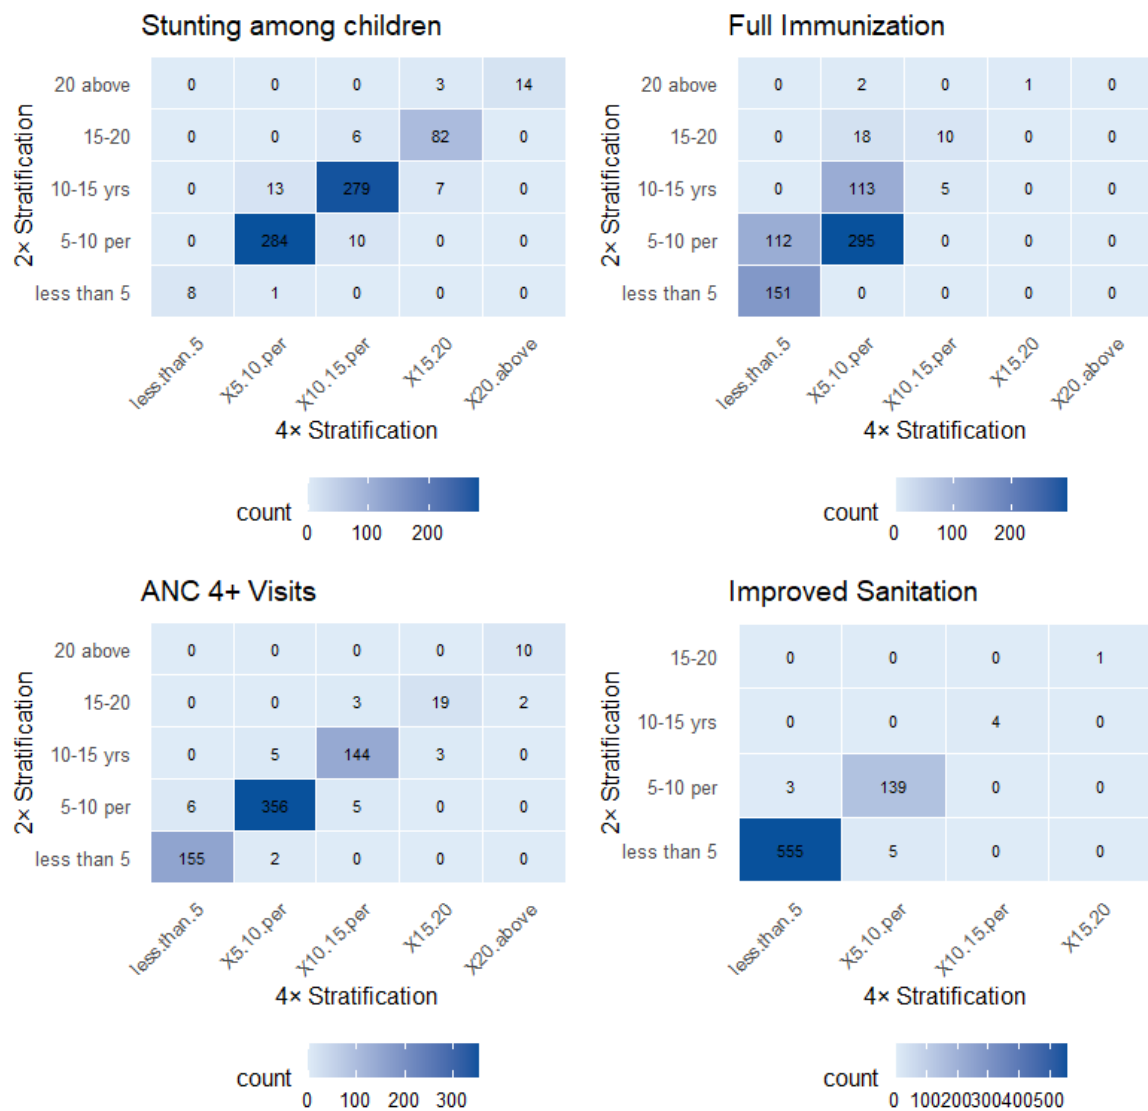 Stunting among children
2× Stratification
20 above 0 0 0 3 14
15-20 0 0 6 82 0
10-15 yrs 0 13 279 7 0
5-10 per 0 284 10 0 0
less than 5 8 1 0 0 0
less.than.5 X5.10.per X10.15.per X15.20 X20.above
4× Stratification
count
0 100 200
Full Immunization
2× Stratification
20 above 0 2 0 1 0
15-20 0 18 10 0 0
10-15 yrs 0 113 5 0 0
5-10 per 112 295 0 0 0
less than 5 151 0 0 0 0
less.than.5 X5.10.per X10.15.per X15.20 X20.above
4× Stratification
count
0 100 200
ANC 4+ Visits
2× Stratification
20 above 0 0 0 0 10
15-20 0 0 3 19 2
10-15 yrs 0 5 144 3 0
5-10 per 6 356 5 0 0
less than 5 155 2 0 0 0
less.than.5 X5.10.per X10.15.per X15.20 X20.above
4× Stratification
count
0 100 200 300
Improved Sanitation
2× Stratification
15-20 0 0 0 1
10-15 yrs 0 0 4 0
5-10 per 3 139 0 0
less than 5 555 5 0 0
less.than.5 X5.10.per X10.15.per X15.20
4× Stratification
count
0 100200300400500